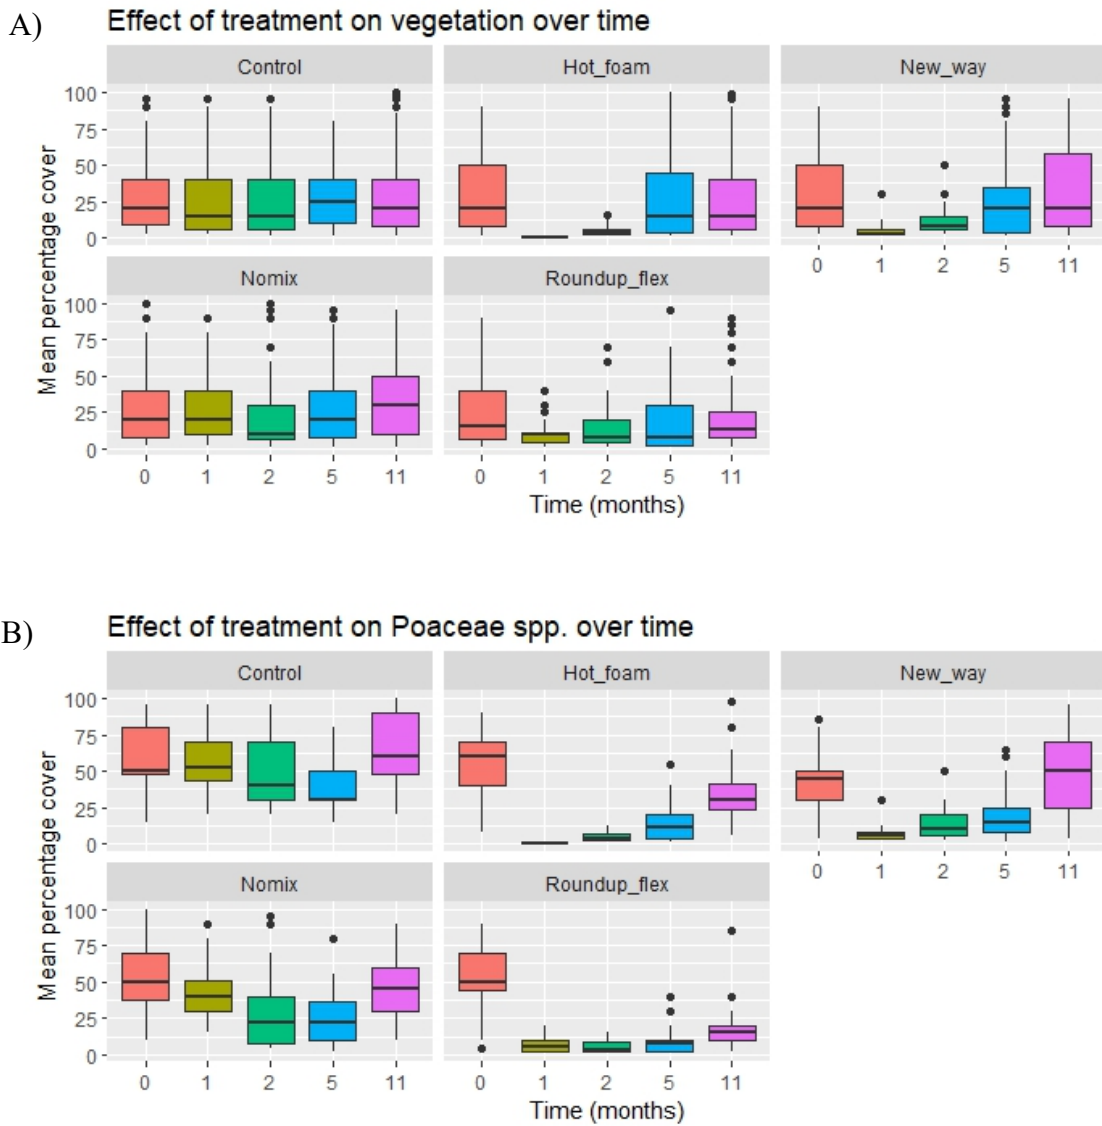 A)
Effect of treatment on vegetation over time
Control Hot_foam New_way
Mean percentage cover
100
75
50
25
0
0 1 2 5 11
Nomix Roundup_flex
100
75
50
25
0
0 1 2 5 11 0 1 2 5 11
Time (months)
B)
Effect of treatment on Poaceae spp. over time
Control Hot_foam New_way
Mean percentage cover
100
75
50
25
0
0 1 2 5 11
Nomix Roundup_flex
100
75
50
25
0
0 1 2 5 11 0 1 2 5 11
Time (months)